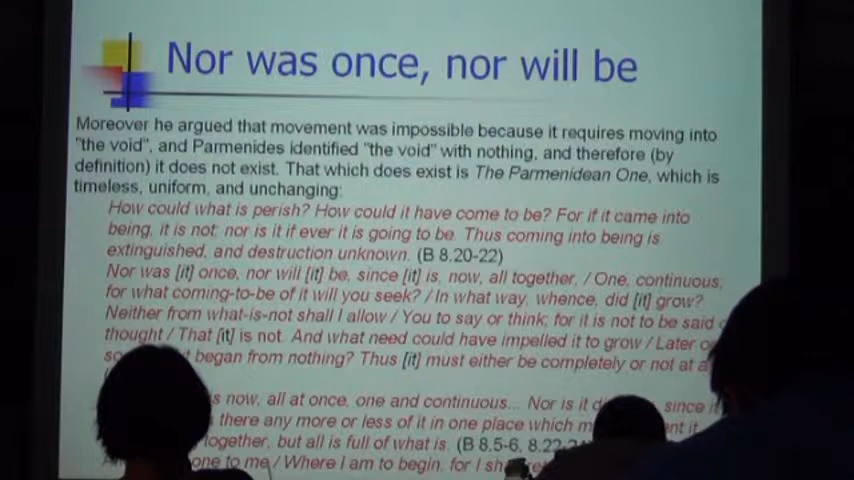 Nor was once, nor will be
Moreover he argued that movement was impossible because it requires moving into
"the void", and Parmenides identified "the void" with nothing, and therefore (by
definition) it does not exist. That which does exist is The Parmenidean One, which is
timeless, uniform, and unchanging:
How could what is perish? How could it have come to be? For if it came into
being, it is not; nor is it if ever it is going to be. Thus coming into being is
extinguished, and destruction unknown. (B 8.20-22)
Nor was [it] once, nor will [it] be, since [it] is, now, all together, / One, continuous;
for what coming-to-be of it will you seek? / In what way, whence, did [it] grow?
Neither from what-is-not shall I allow / You to say or think; for it is not to be said
thought / That [it] is not. And what need could have impelled it to grow / Later
began from nothing? Thus [it] must either be completely or not at
now, all at once, one and continuous... Nor is it since
there any more or less of it in one place which it
together, but all is full of what is. (B 8.5-6, 8.22-
one to me / Where I am to begin, for I